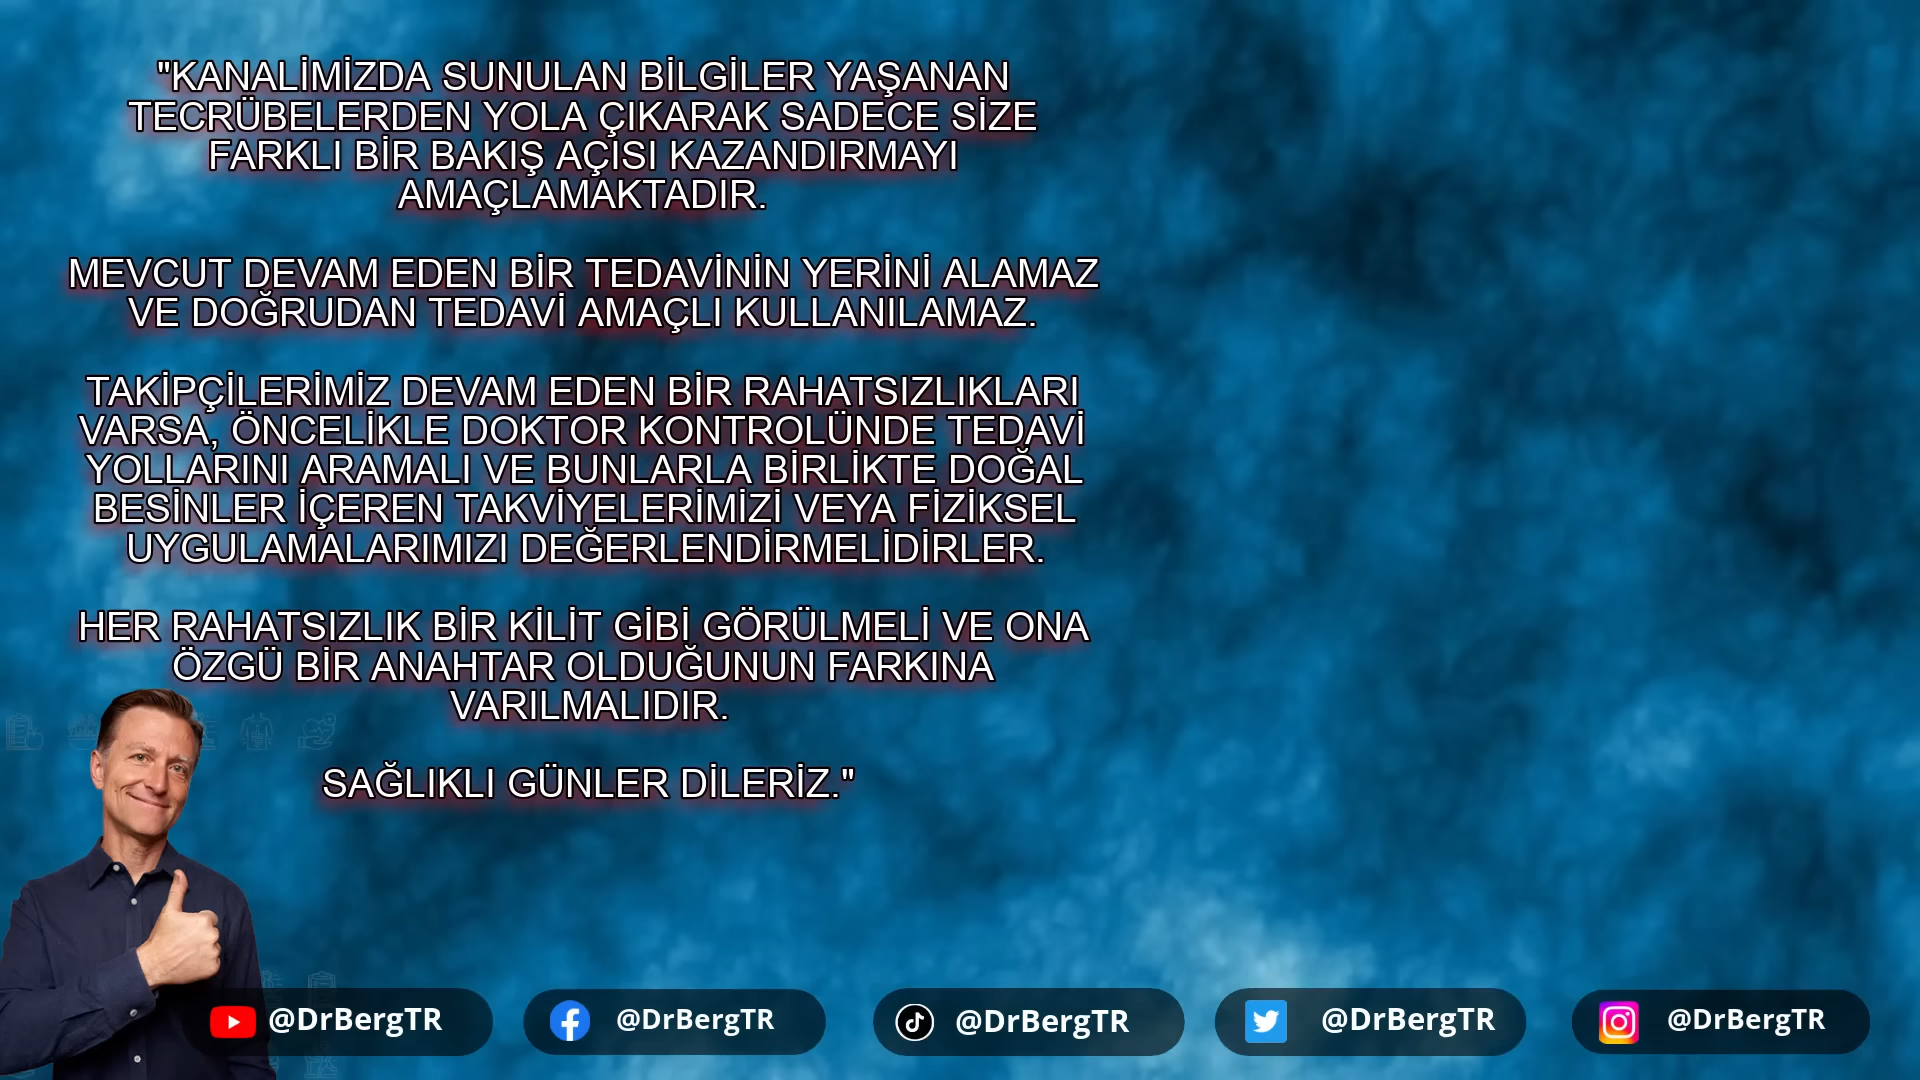 "KANALİMİZDA SUNULAN BİLGİLER YAŞANAN
TECRÜBELERDEN YOLA ÇIKARAK SADECE SİZE
FARKLI BİR BAKIŞ AÇISI KAZANDIRMAYI
AMAÇLAMAKTADIR.
MEVCUT DEVAM EDEN BİR TEDAVİNİN YERİNİ ALAMAZ
VE DOĞRUDAN TEDAVİ AMAÇLI KULLANILAMAZ.
TAKİPÇİLERİMİZ DEVAM EDEN BİR RAHATSIZLIKLARI
VARSA, ÖNCELİKLE DOKTOR KONTROLÜNDE TEDAVİ
YOLLARINI ARAMALI VE BUNLARLA BİRLİKTE DOĞAL
BESİNLER İÇEREN TAKVİYELERİMİZİ VEYA FİZİKSEL
UYGULAMALARIMIZI DEĞERLENDİRMELİDİRLER.
HER RAHATSIZLIK BİR KİLİT GİBİ GÖRÜLMELİ VE ONA
ÖZGÜ BİR ANAHTAR OLDUĞUNUN FARKINA
VARILMALIDIR.
SAĞLIKLI GÜNLER DİLERİZ."
@DrBergTR @DrBergTR @DrBergTR @DrBergTR @DrBergTR